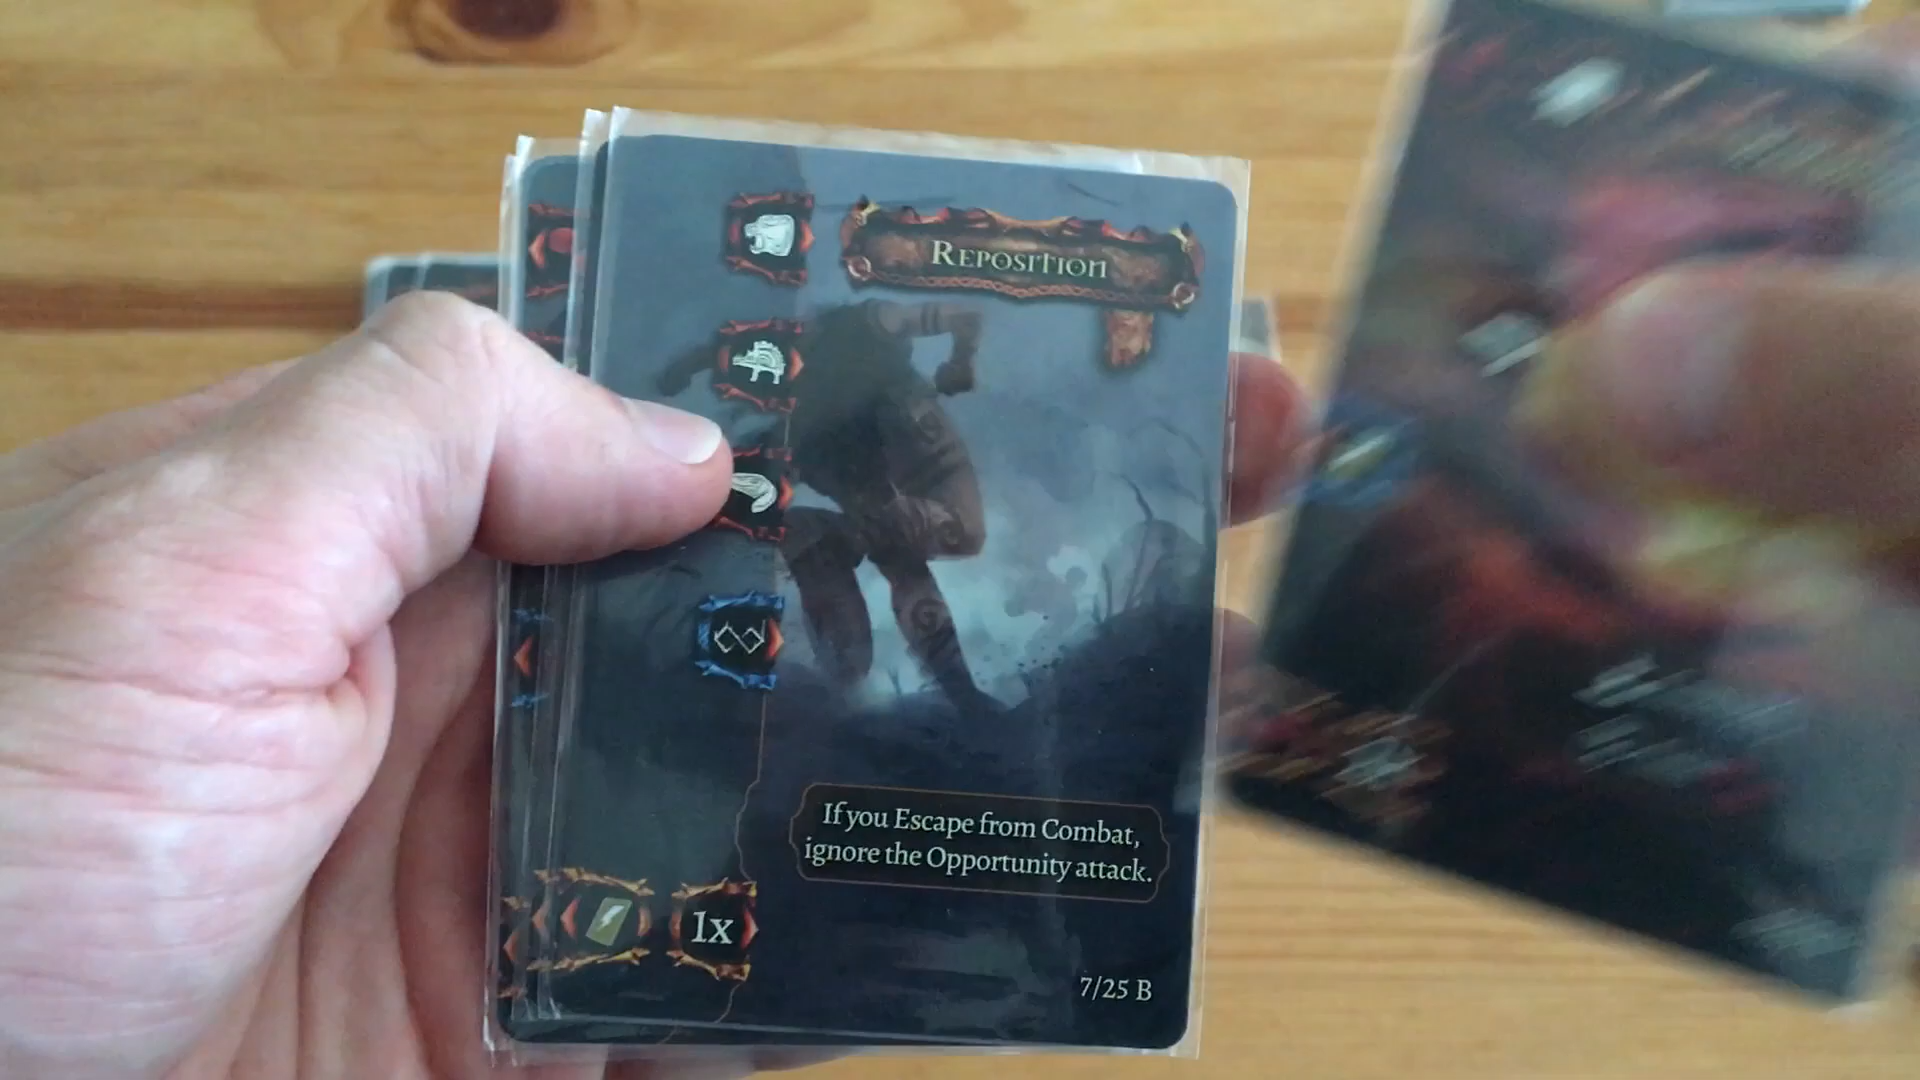 Reposition
If you Escape from Combat,
ignore the Opportunity attack.
1x
7/25 B